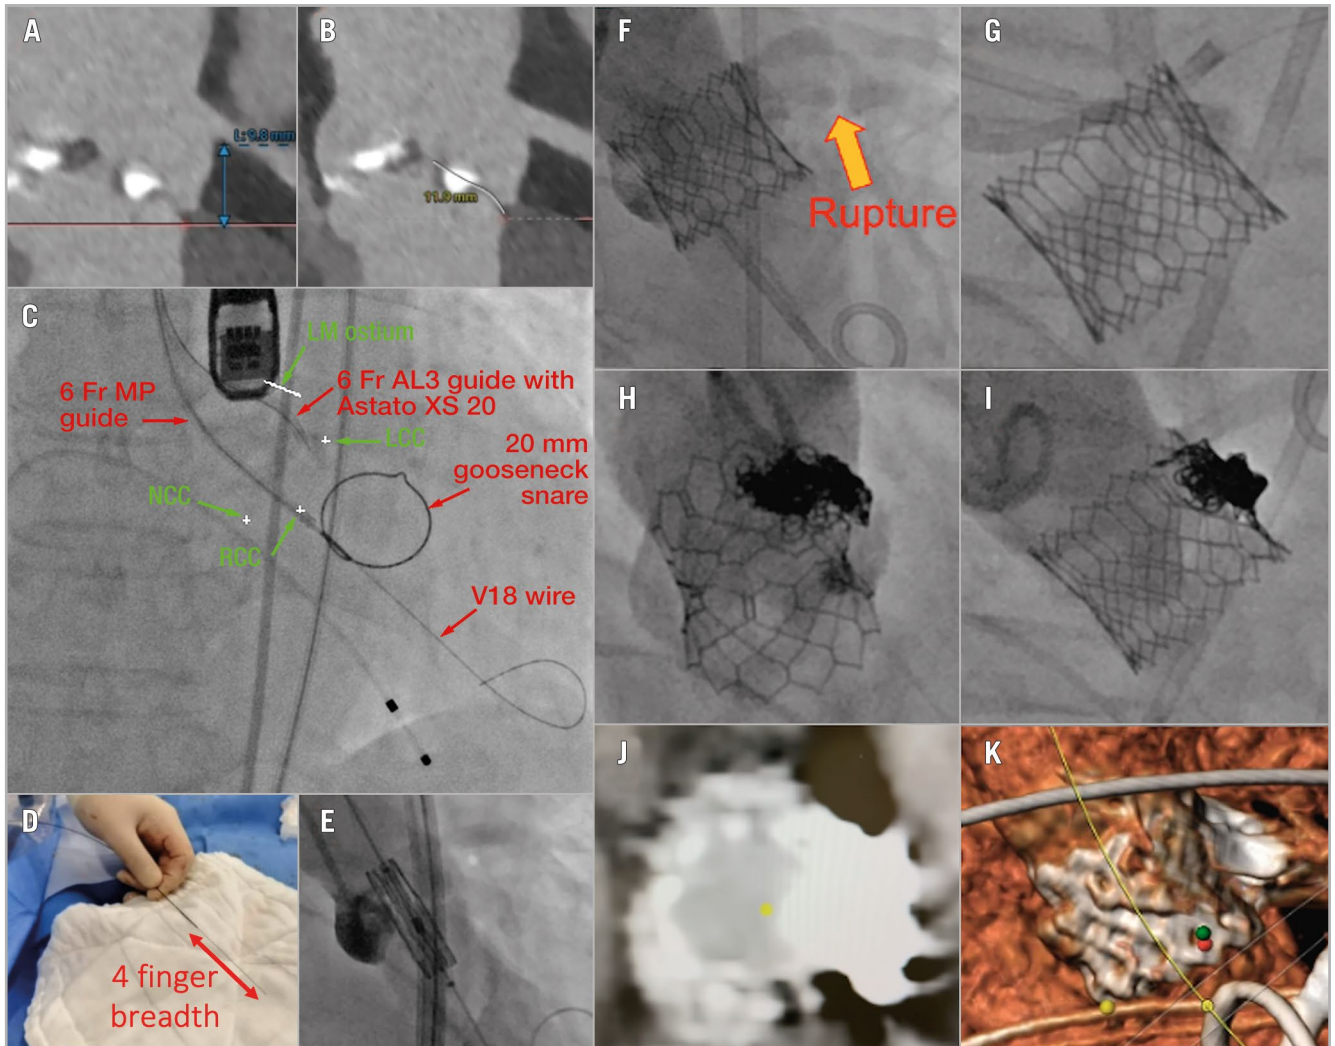 A
L: 9.8 mm
B
11.9 mm
C
LM ostium
6 Fr MP
guide
6 Fr AL3 guide with
Astato XS 20
LCC
20 mm
gooseneck
snare
NCC
RCC
V18 wire
D
4 finger
breadth
E
F
Rupture
G
H
I
J
K